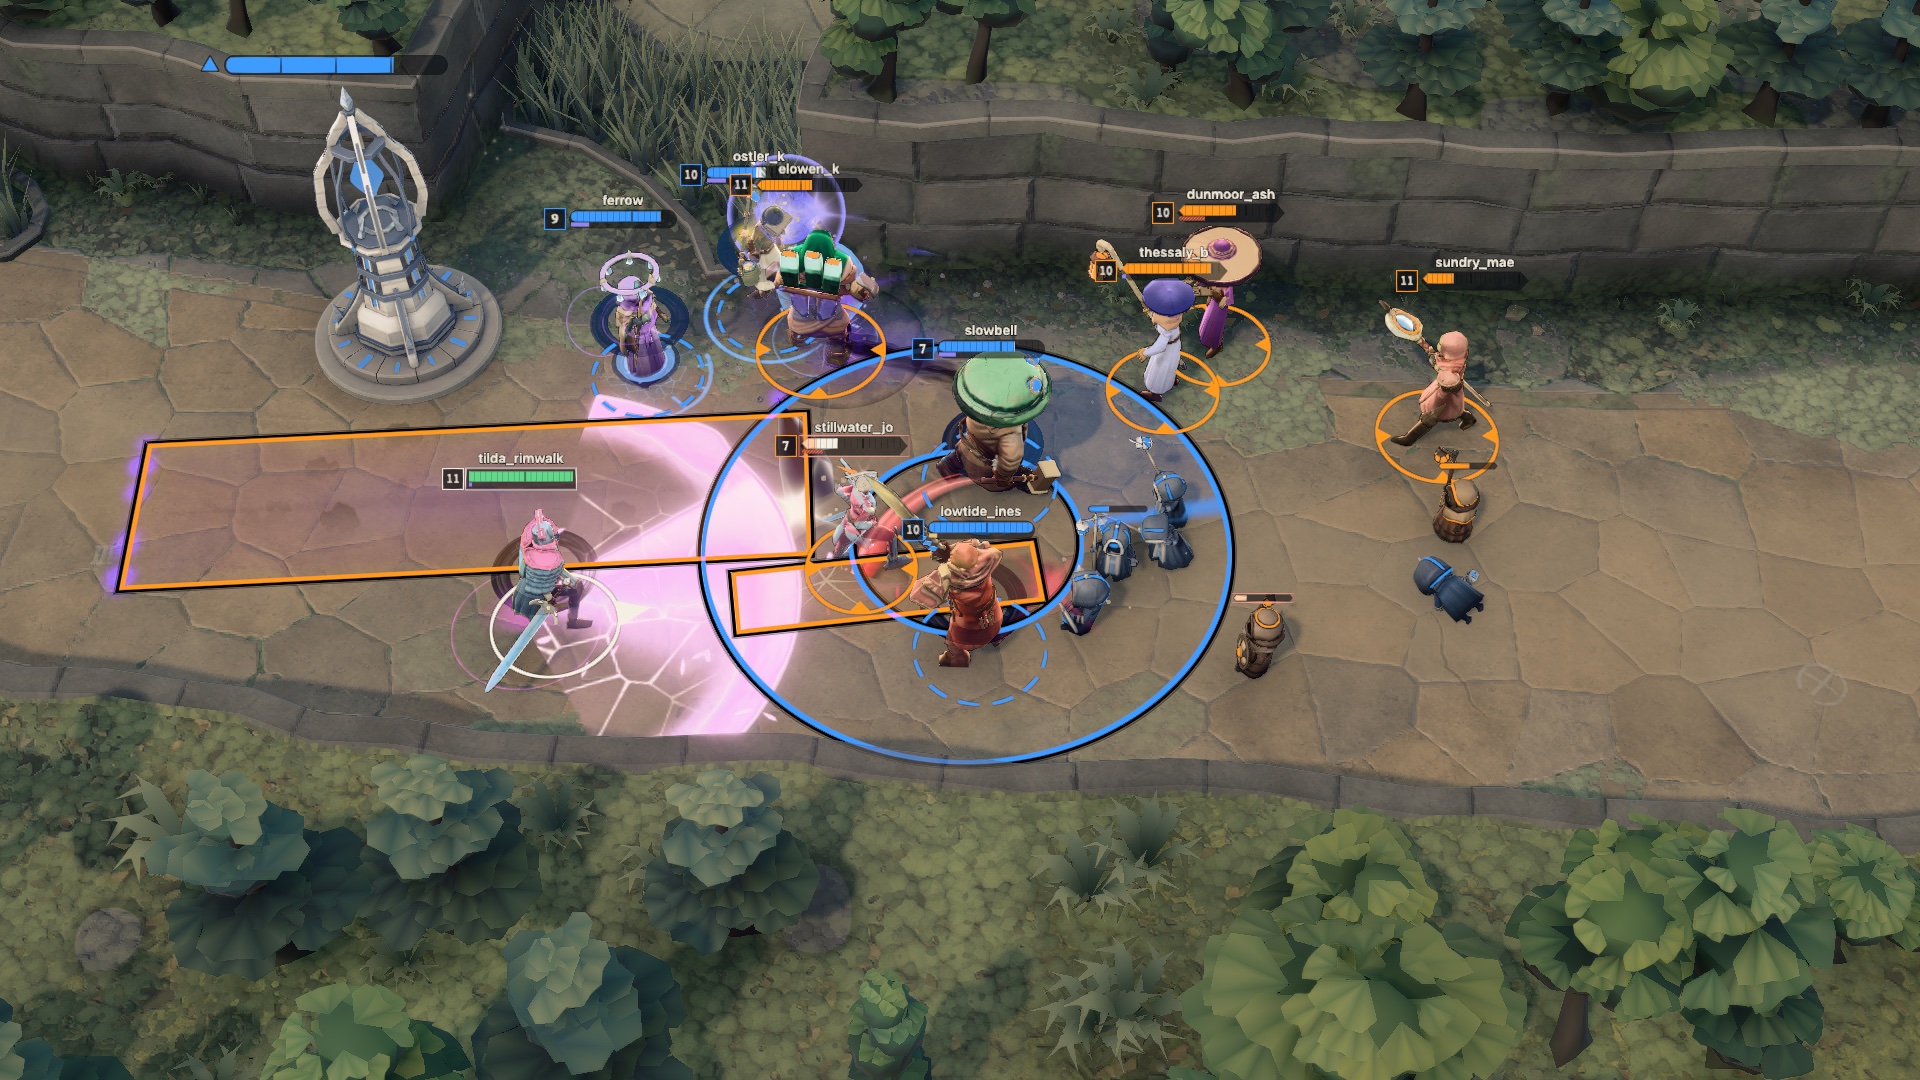 ostler_k
10
elowen_k
11
ferrow
9
dunmoor_ash
10
thessaly_b
10
sundry_mae
11
slowbell
7
stillwater_jo
7
tilda_rimwalk
11
lowtide_ines
10